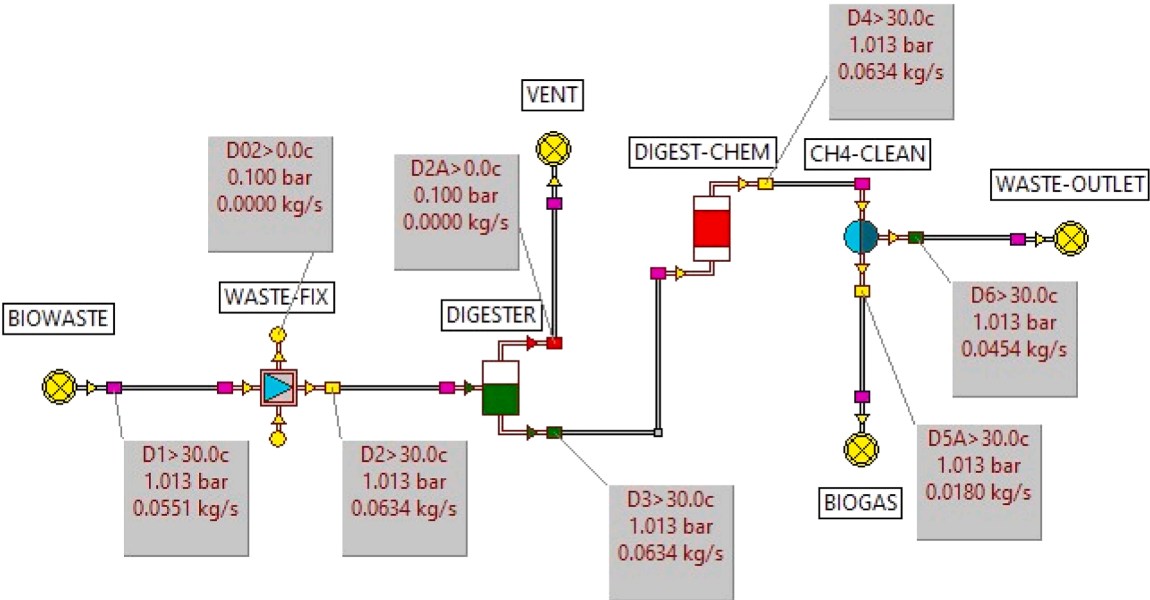 D4>30.0c
1.013 bar
0.0634 kg/s
VENT
D02>0.0c
0.100 bar
0.0000 kg/s
D2A>0.0c
0.100 bar
0.0000 kg/s
DIGEST-CHEM
CH4-CLEAN
WASTE-OUTLET
BIOWASTE
WASTE-FIX
DIGESTER
D6>30.0c
1.013 bar
0.0454 kg/s
D1>30.0c
1.013 bar
0.0551 kg/s
D2>30.0c
1.013 bar
0.0634 kg/s
D3>30.0c
1.013 bar
0.0634 kg/s
BIOGAS
D5A>30.0c
1.013 bar
0.0180 kg/s